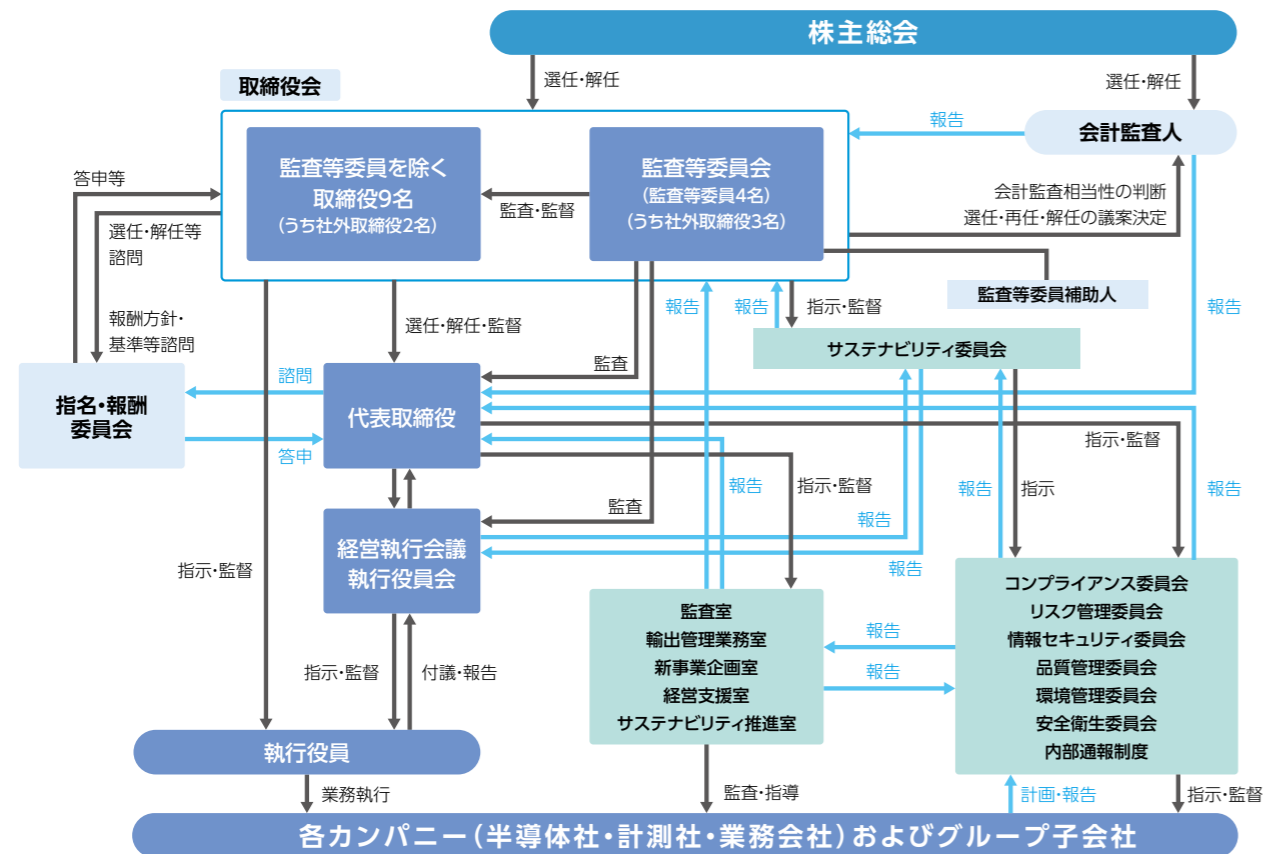 株主総会
選任・解任
選任・解任
取締役会
報告
会計監査人
監査等委員を除く
取締役9名
(うち社外取締役2名)
監査・監督
監査等委員会
(監査等委員4名)
(うち社外取締役3名)
答申等
選任・解任等
諮問
会計監査相当性の判断
選任・再任・解任の議案決定
監査等委員補助人
報酬方針・
基準等諮問
選任・解任・監督
報告
報告
指示・監督
報告
サステナビリティ委員会
監査
諮問
指名・報酬
委員会
代表取締役
答申
指示・監督
報告
指示・監督
報告
指示
報告
監査
報告
経営執行会議
執行役員会
報告
指示・監督
監査室
輸出管理業務室
新事業企画室
経営支援室
サステナビリティ推進室
報告
報告
コンプライアンス委員会
リスク管理委員会
情報セキュリティ委員会
品質管理委員会
環境管理委員会
安全衛生委員会
内部通報制度
指示・監督
付議・報告
執行役員
業務執行
監査・指導
計画・報告
指示・監督
各カンパニー(半導体社・計測社・業務会社)およびグループ子会社